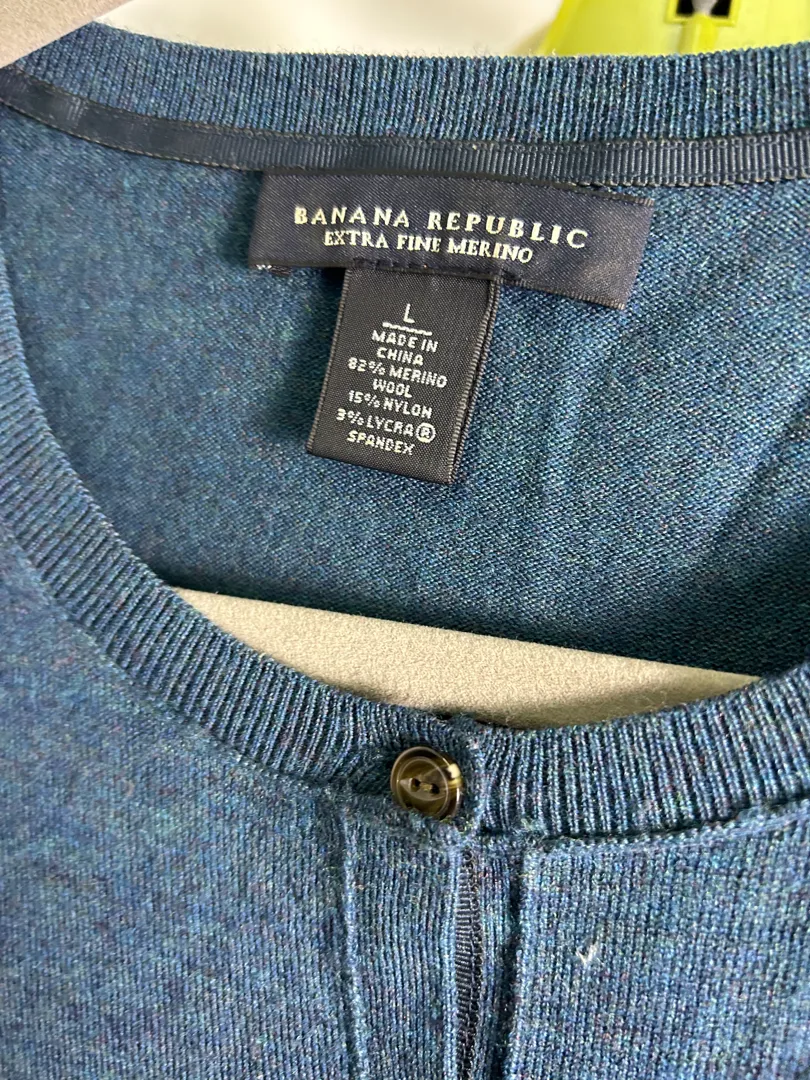 BANANA REPUBLIC
EXTRA FINE MERINO
L
MADE IN
CHINA
82% MERINO
WOOL
15% NYLON
3% LYCRA®
SPANDEX